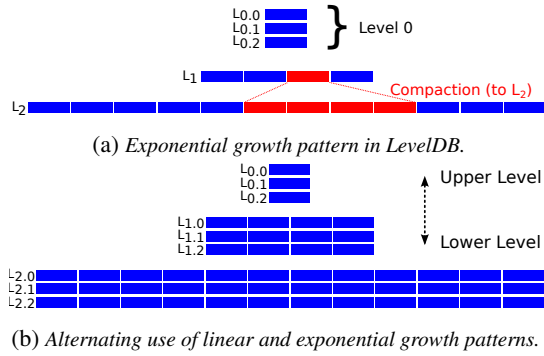 L0.0
L0.1
L0.2
Level 0
L1
Compaction (to L2)
L2
(a) Exponential growth pattern in LevelDB.
L0.0
L0.1
L0.2
Upper Level
L1.0
L1.1
L1.2
Lower Level
L2.0
L2.1
L2.2
(b) Alternating use of linear and exponential growth patterns.